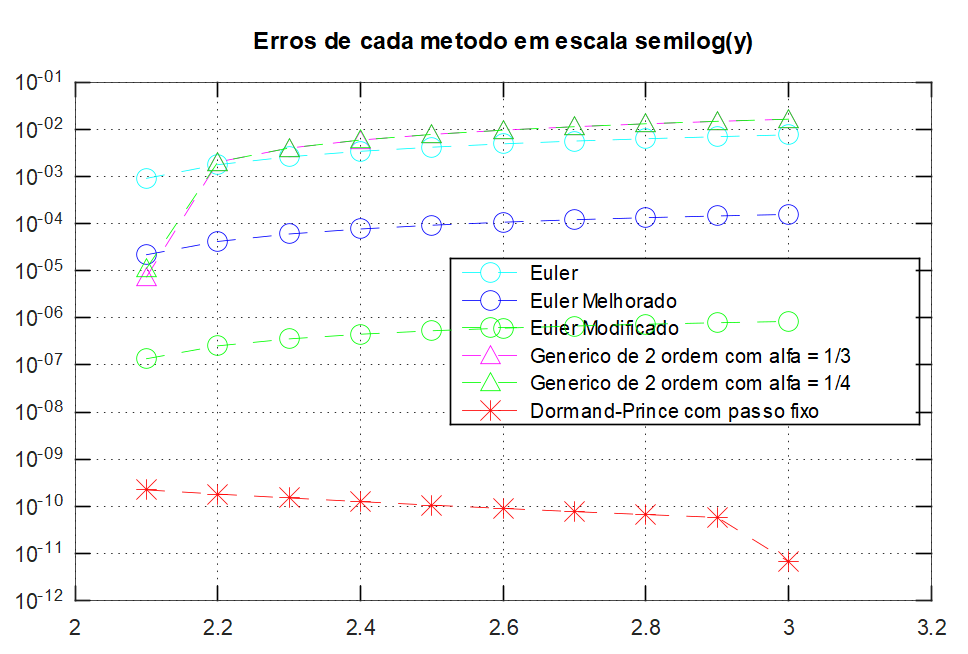 Erros de cada metodo em escala semilog(y)
10^-01
10^-02
10^-03
10^-04
10^-05
10^-06
10^-07
10^-08
10^-09
10^-10
10^-11
10^-12
Euler
Euler Melhorado
Euler Modificado
Generico de 2 ordem com alfa = 1/3
Generico de 2 ordem com alfa = 1/4
Dormand-Prince com passo fixo
2 2.2 2.4 2.6 2.8 3 3.2